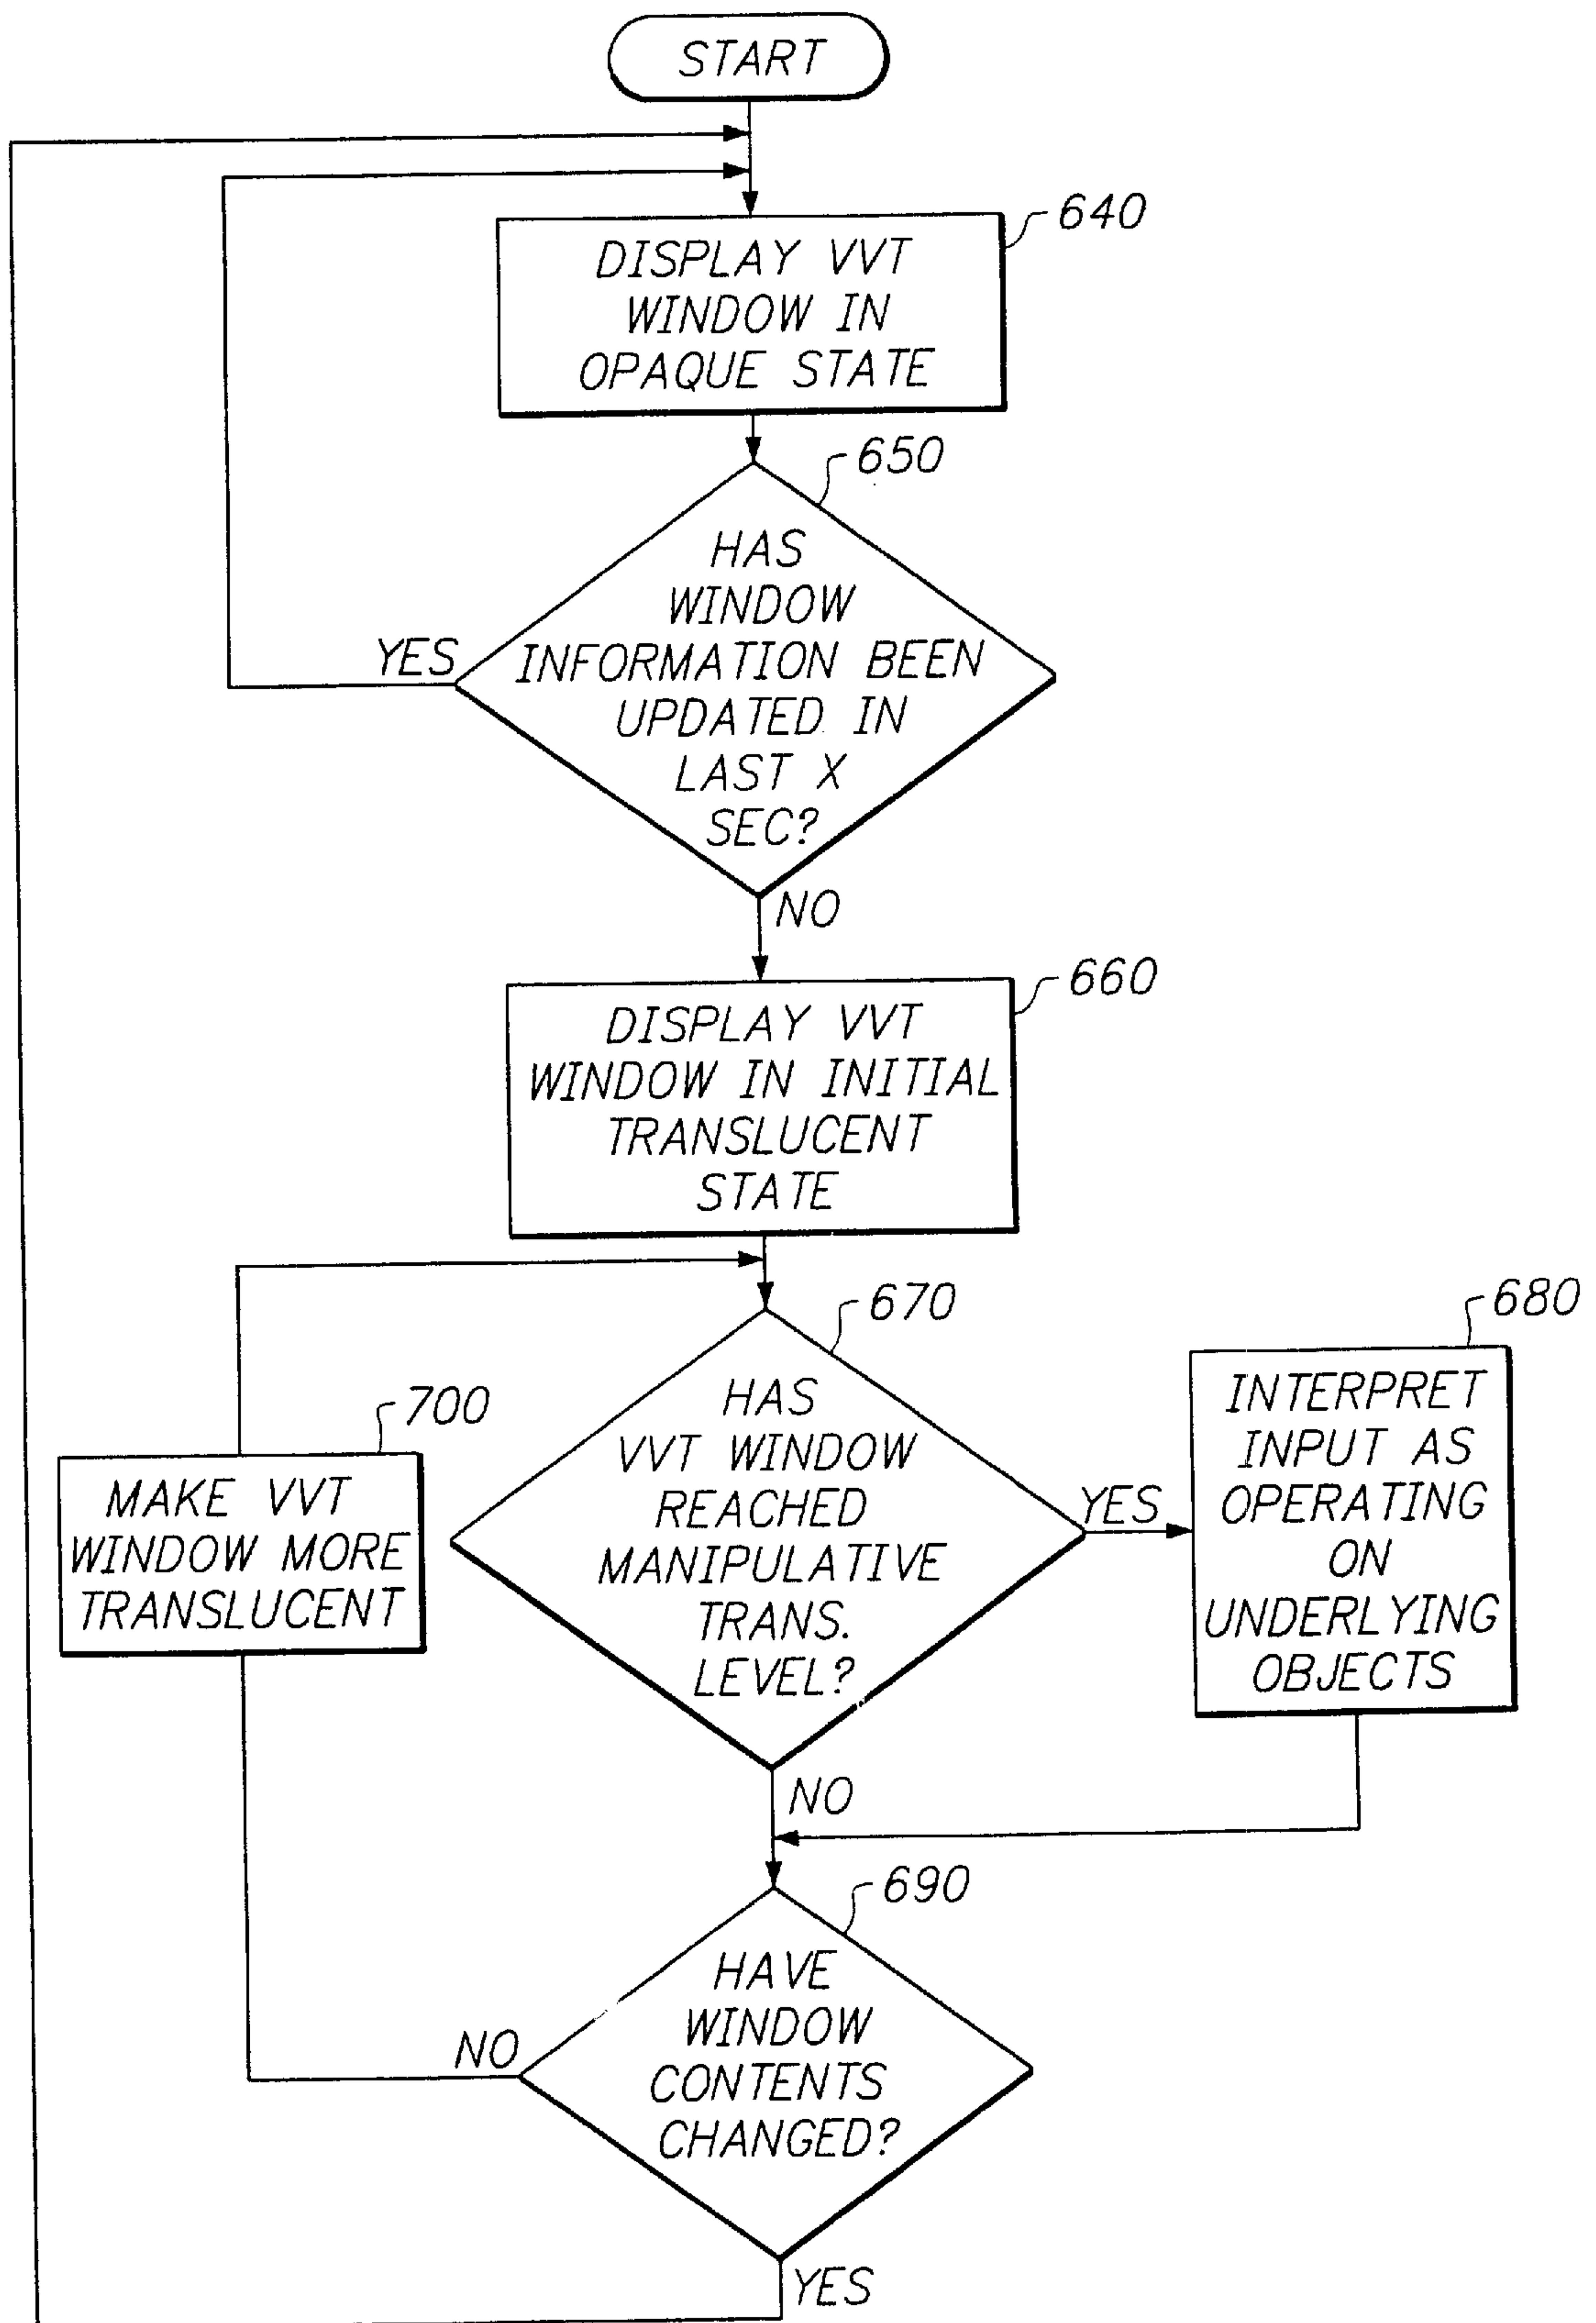 START
640
DISPLAY VVT
WINDOW IN
OPAQUE STATE
650
HAS
WINDOW
INFORMATION BEEN
UPDATED IN
LAST X
SEC?
YES
NO
660
DISPLAY VVT
WINDOW IN INITIAL
TRANSLUCENT
STATE
670
HAS
VVT WINDOW
REACHED
MANIPULATIVE
TRANS.
LEVEL?
YES
680
INTERPRET
INPUT AS
OPERATING
ON
UNDERLYING
OBJECTS
700
MAKE VVT
WINDOW MORE
TRANSLUCENT
NO
690
HAVE
WINDOW
CONTENTS
CHANGED?
NO
YES